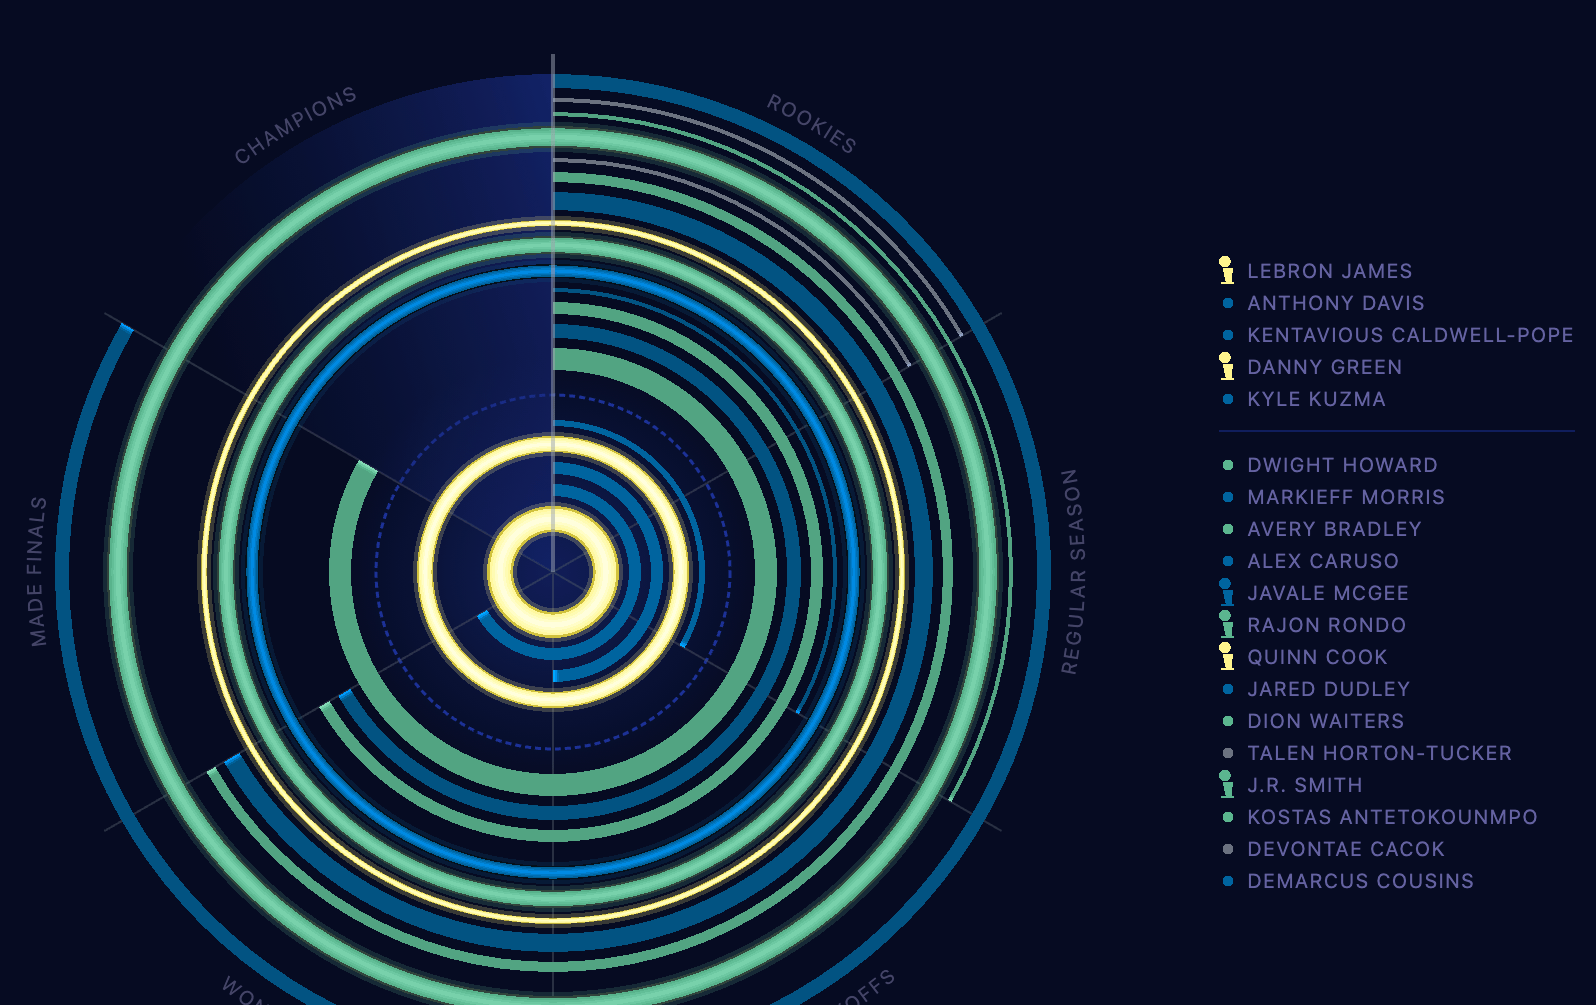 CHAMPIONS
ROOKIES
MADE FINALS
REGULAR SEASON
LEBRON JAMES
ANTHONY DAVIS
KENTAVIOUS CALDWELL-POPE
DANNY GREEN
KYLE KUZMA
DWIGHT HOWARD
MARKIEFF MORRIS
AVERY BRADLEY
ALEX CARUSO
JAVALE MCGEE
RAJON RONDO
QUINN COOK
JARED DUDLEY
DION WAITERS
TALEN HORTON-TUCKER
J.R. SMITH
KOSTAS ANTETOKOUNMPO
DEVONTAE CACOK
DEMARCUS COUSINS